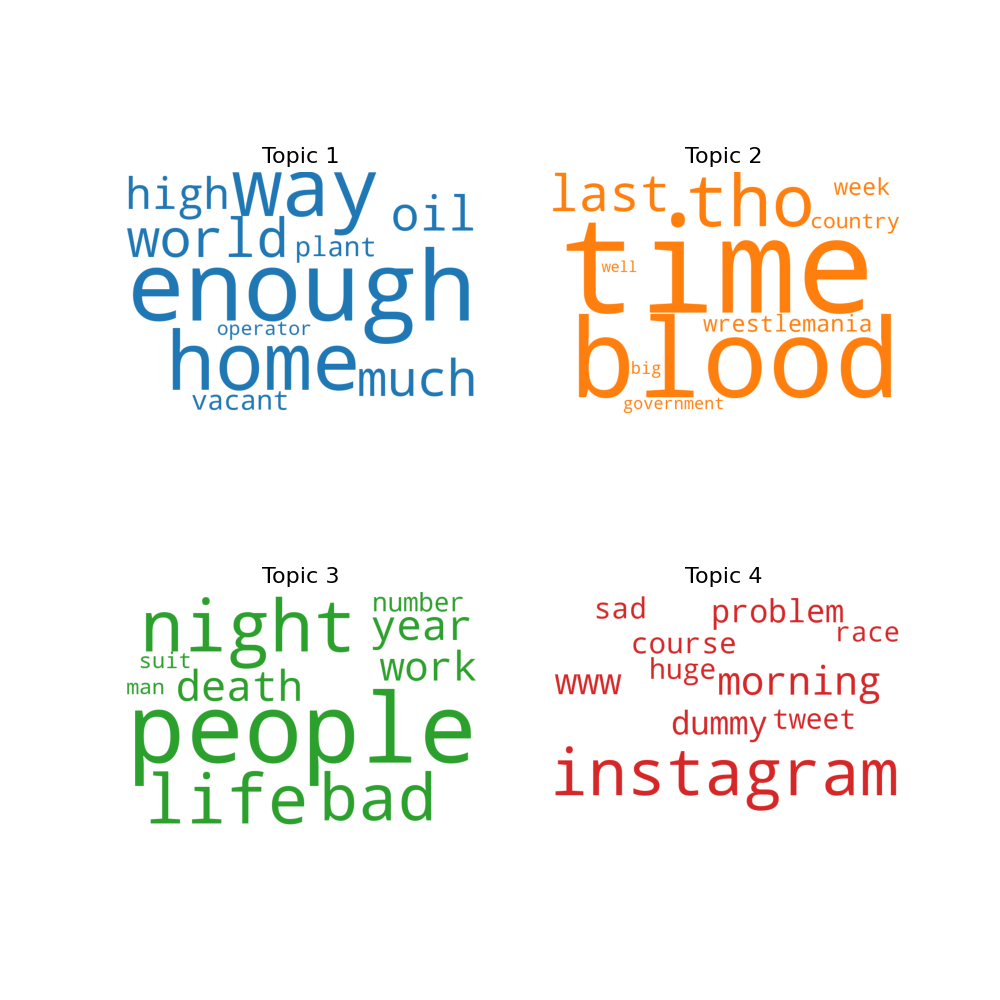 Topic 1
high way oil
world plant
enough
operator
home much
vacant
Topic 2
last tho week
country
time
well
wrestlemania
blood
big
government
Topic 3
night number
year
suit work
man death
people
life bad
Topic 4
sad problem
course race
www huge morning
dummy tweet
instagram